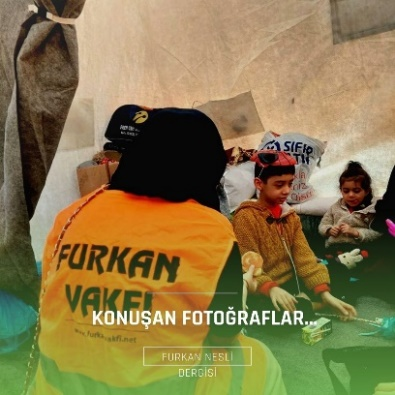 SIFIR
FURKAN
VAKFI
www.furkanvakfi.net
KONUŞAN FOTOĞRAFLAR...
FURKAN NESLİ
DERGİSİ